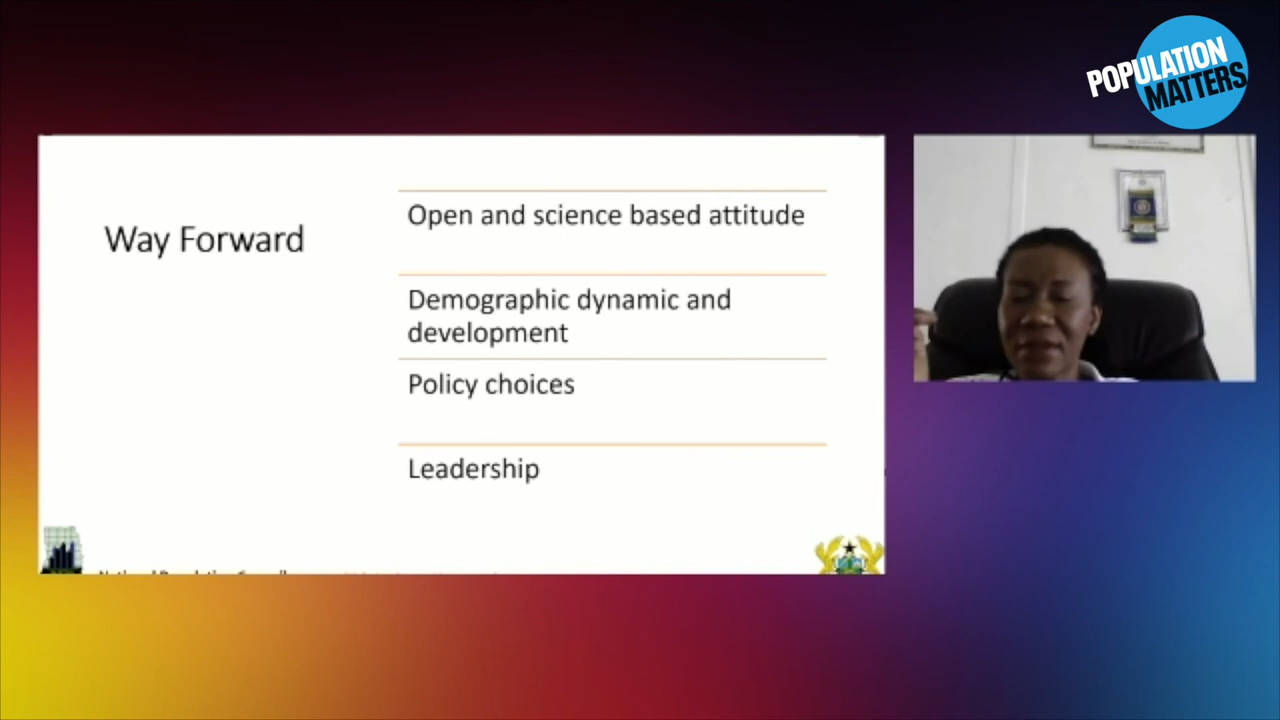 POPULATION
MATTERS
Way Forward
Open and science based attitude
Demographic dynamic and
development
Policy choices
Leadership